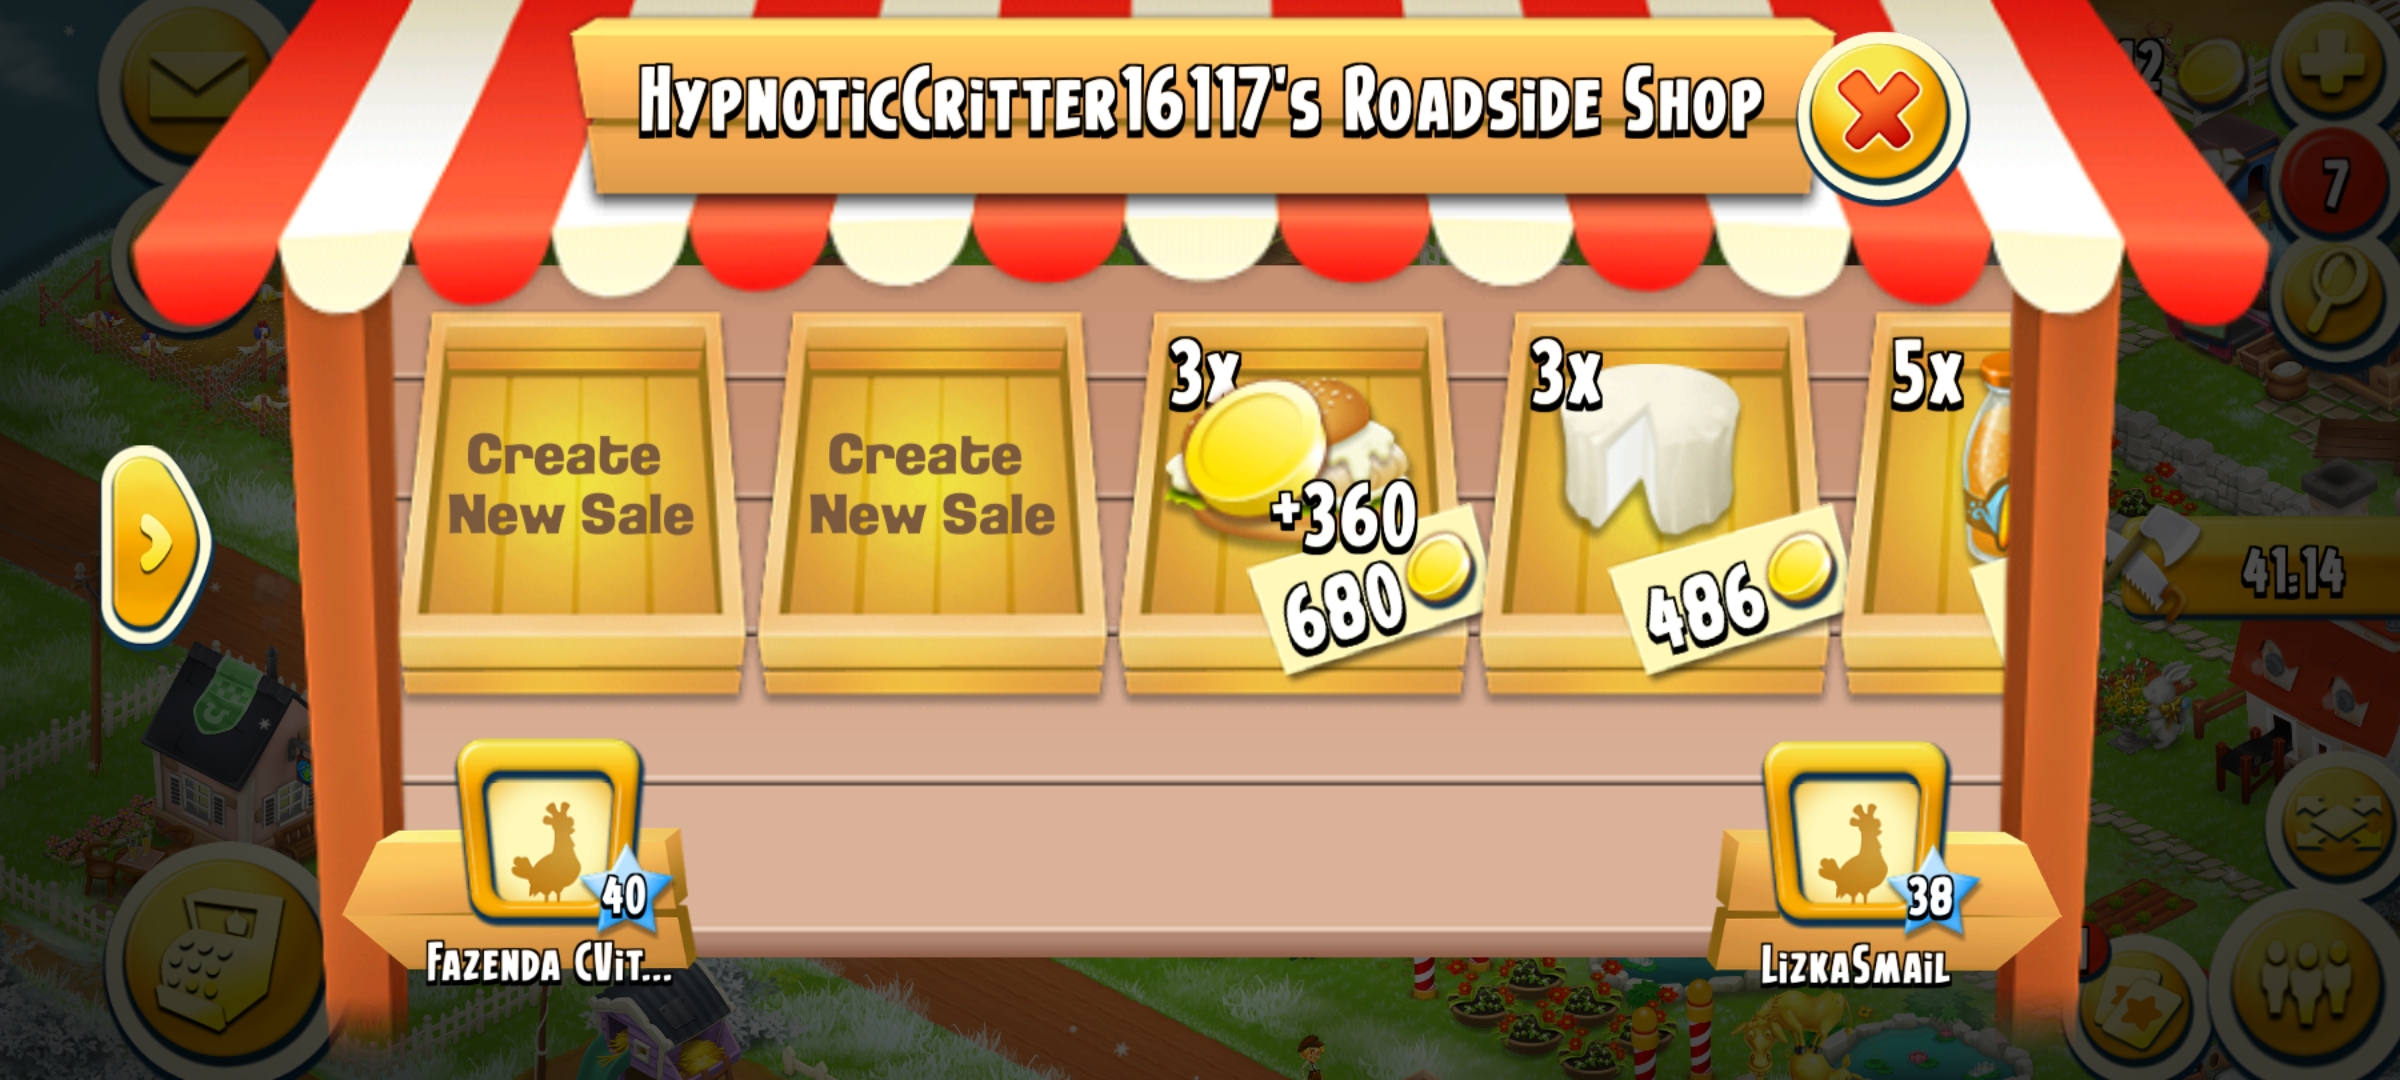 HypnoticCritter16117's Roadside Shop
7
3x
3x
5x
Create
New Sale
Create
New Sale
+360
680
486
41:14
40
38
Fazenda CVit...
LizkaSmail